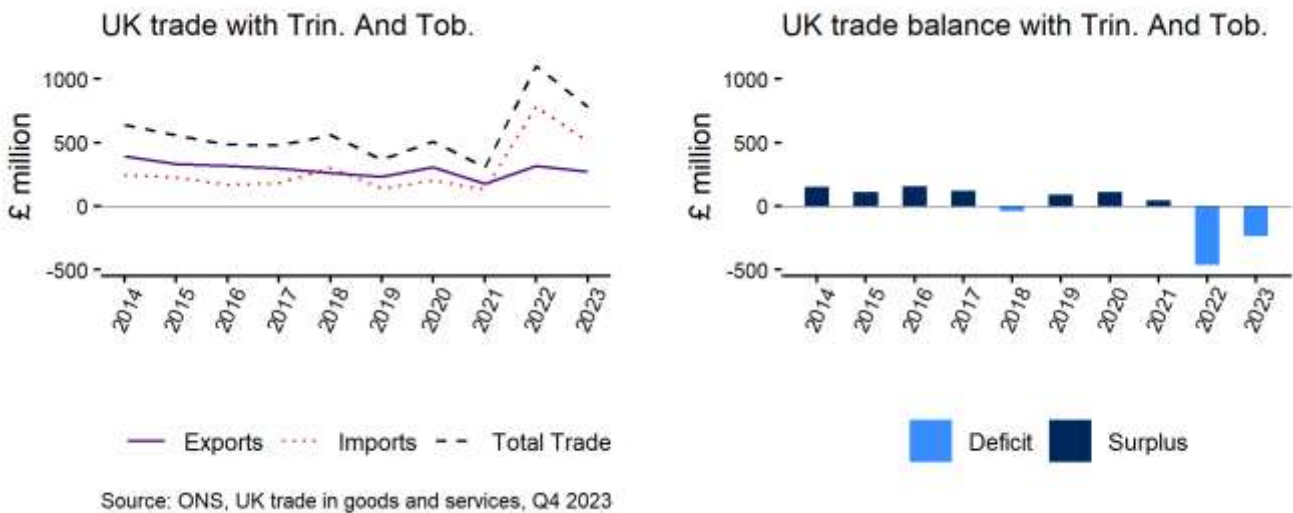 UK trade with Trin. And Tob.
£ million
1000
500
0
-500
2014
2015
2016
2017
2018
2019
2020
2021
2022
2023
Exports
Imports
Total Trade
Source: ONS, UK trade in goods and services, Q4 2023
UK trade balance with Trin. And Tob.
£ million
1000
500
0
-500
2014
2015
2016
2017
2018
2019
2020
2021
2022
2023
Deficit
Surplus